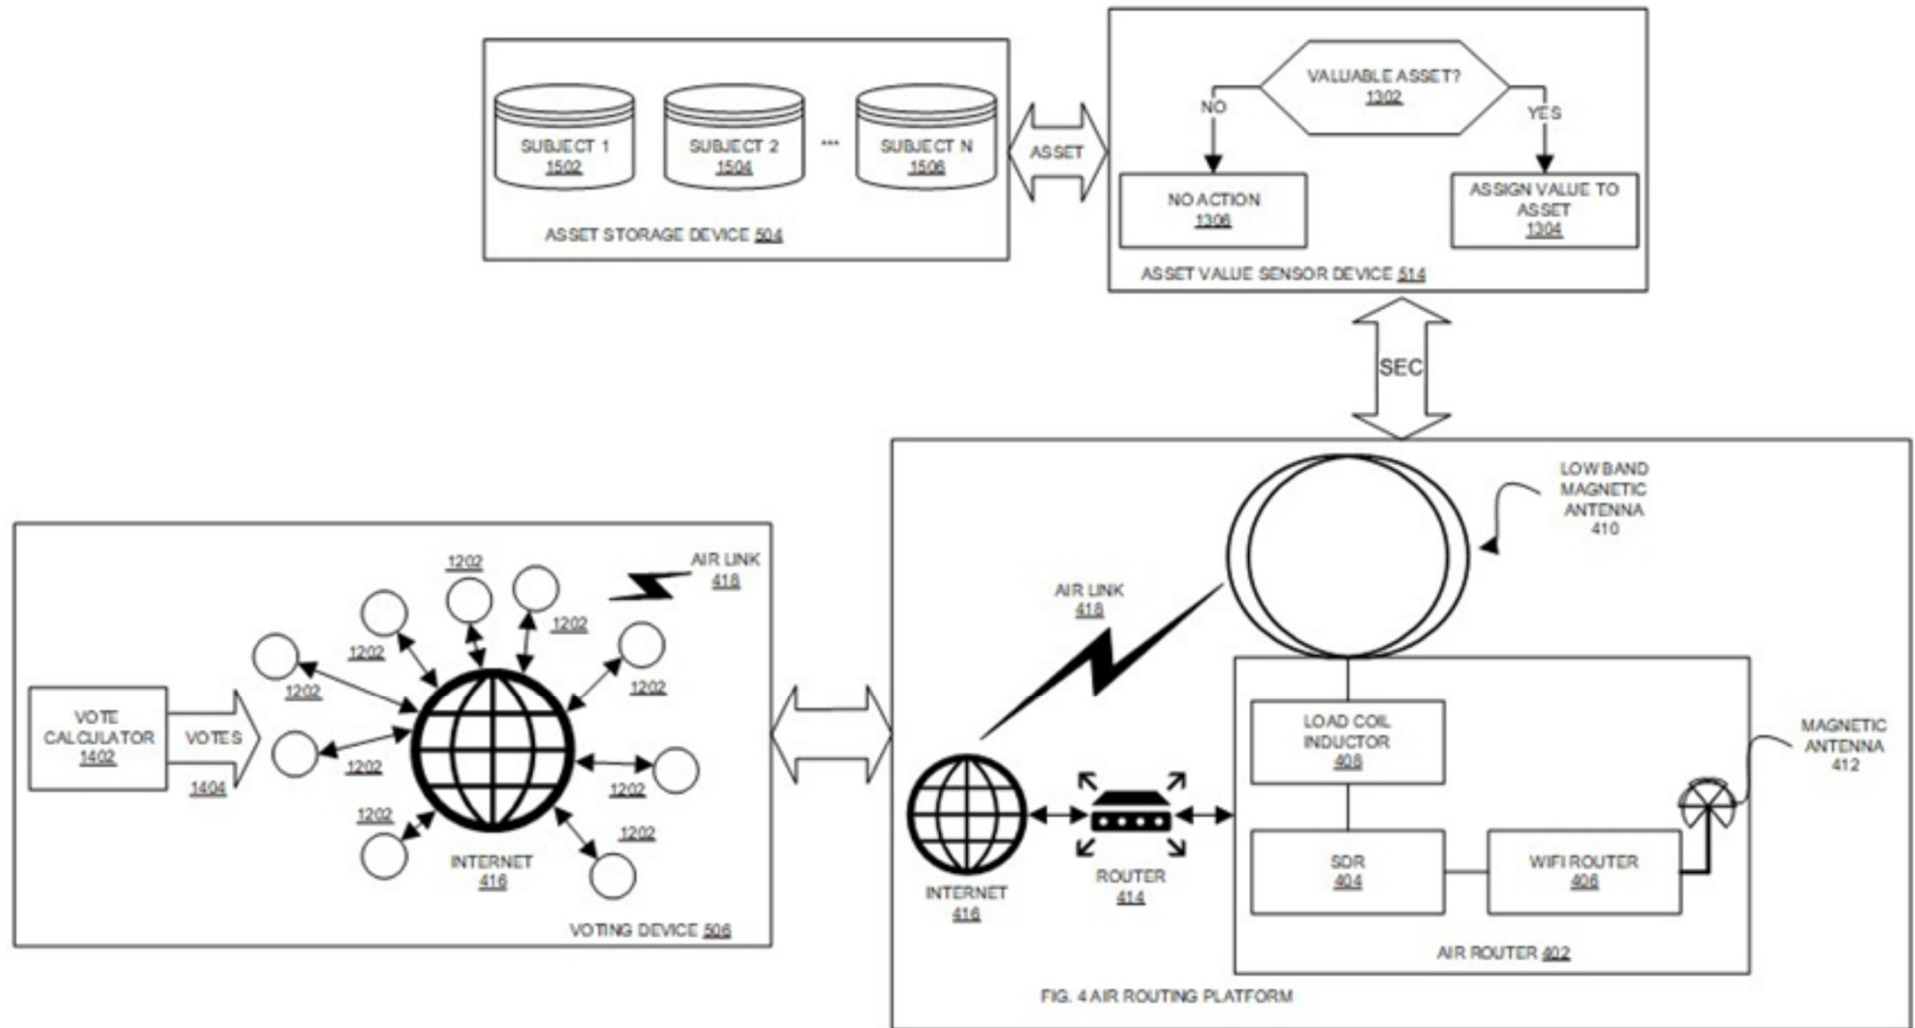 SUBJECT 1
1502
SUBJECT 2
1504
...
SUBJECT N
1506
ASSET STORAGE DEVICE 504
ASSET
VALUABLE ASSET?
1302
NO
YES
NO ACTION
1306
ASSIGN VALUE TO
ASSET
1304
ASSET VALUE SENSOR DEVICE 514
SEC
VOTE
CALCULATOR
1402
VOTES
1404
1202
1202
1202
1202
1202
1202
1202
1202
1202
AIR LINK
418
INTERNET
416
VOTING DEVICE 506
LOW BAND
MAGNETIC
ANTENNA
410
AIR LINK
418
LOAD COIL
INDUCTOR
408
MAGNETIC
ANTENNA
412
SDR
404
WIFI ROUTER
406
INTERNET
416
ROUTER
414
AIR ROUTER 402
FIG. 4 AIR ROUTING PLATFORM